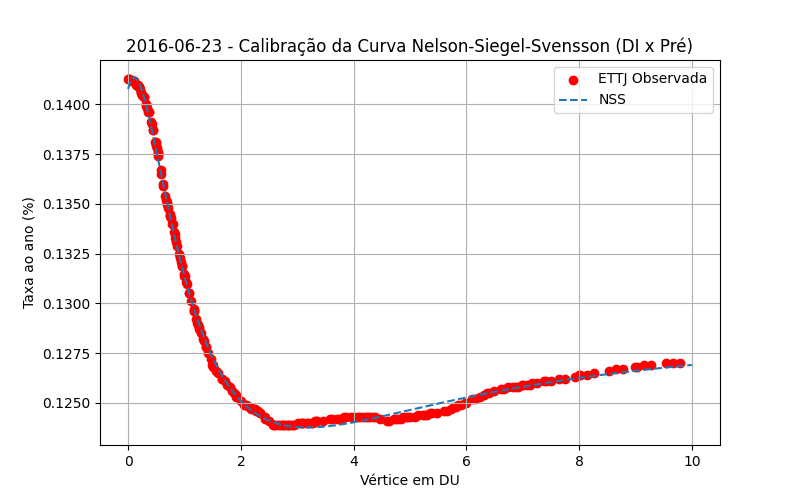 2016-06-23 - Calibração da Curva Nelson-Siegel-Svensson (DI x Pré)
ETTJ Observada
NSS
Taxa ao ano (%)
0.1400
0.1375
0.1350
0.1325
0.1300
0.1275
0.1250
0 2 4 6 8 10
Vértice em DU